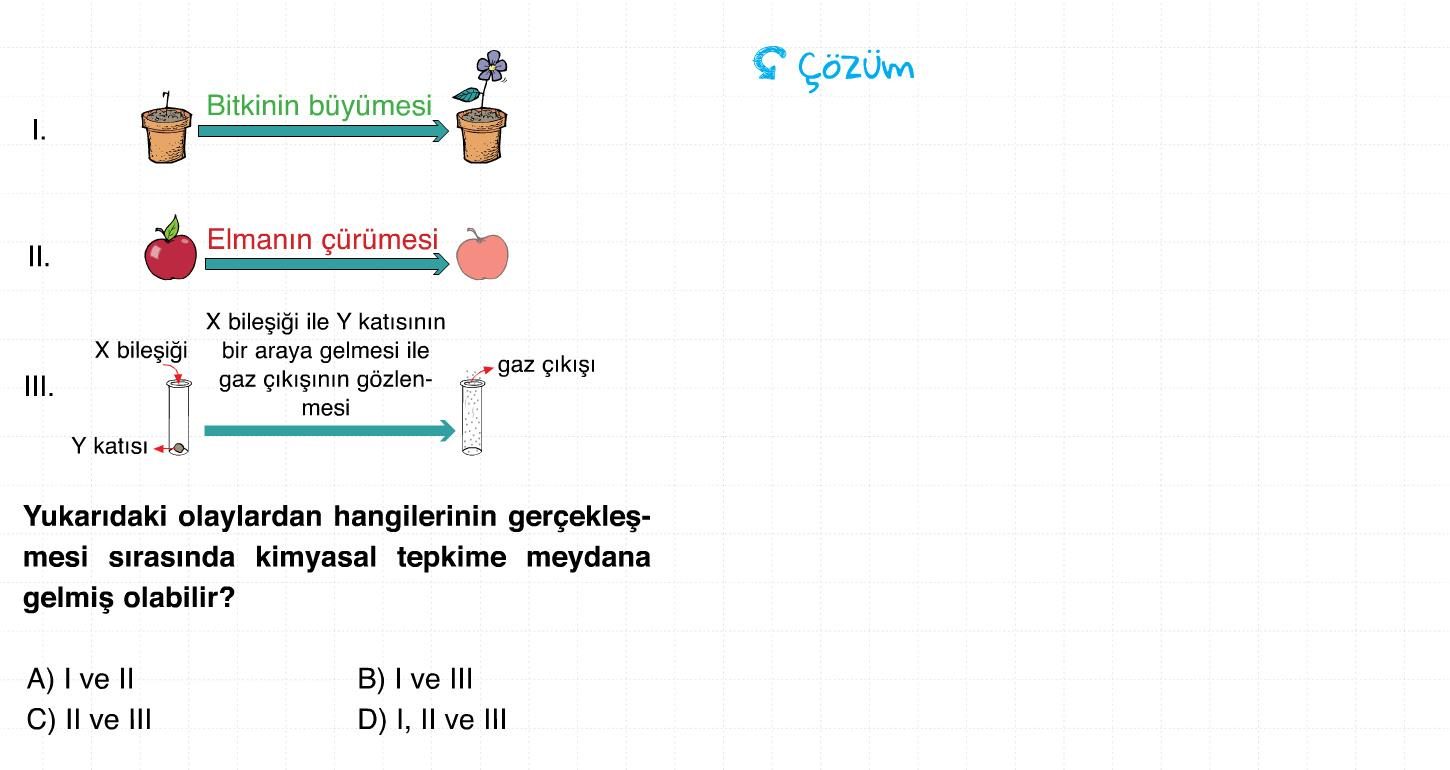 Çözüm
I.
Bitkinin büyümesi
II.
Elmanın çürümesi
III.
X bileşiği
Y katısı
X bileşiği ile Y katısının
bir araya gelmesi ile
gaz çıkışının gözlen-
mesi
gaz çıkışı
Yukarıdaki olaylardan hangilerinin gerçekleş-
mesi sırasında kimyasal tepkime meydana
gelmiş olabilir?
A) I ve II
B) I ve III
C) II ve III
D) I, II ve III